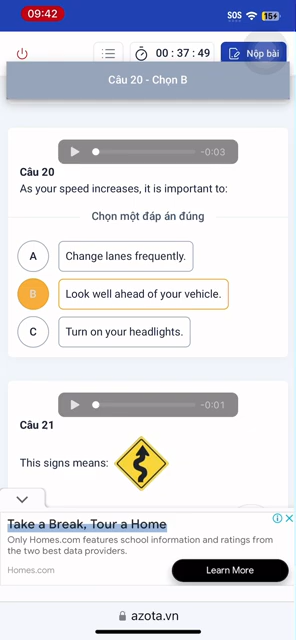 09:42
SOS
15
00 : 37 : 49
Nộp bài
Câu 20 - Chọn B
-0:03
Câu 20
As your speed increases, it is important to:
Chọn một đáp án đúng
A
Change lanes frequently.
B
Look well ahead of your vehicle.
C
Turn on your headlights.
-0:01
Câu 21
This signs means:
Take a Break, Tour a Home
Only Homes.com features school information and ratings from
the two best data providers.
Homes.com
Learn More
azota.vn